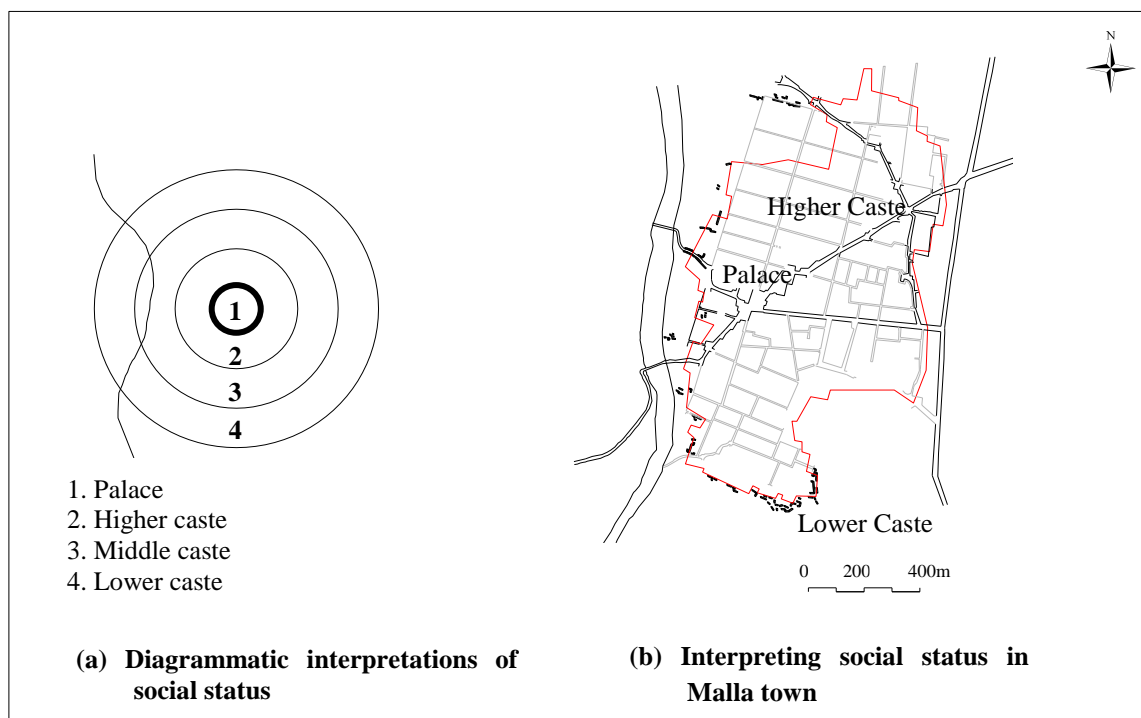 1
2
3
4
1. Palace
2. Higher caste
3. Middle caste
4. Lower caste
(a) Diagrammatic interpretations of
social status
N
Higher Caste
Palace
Lower Caste
0 200 400m
(b) Interpreting social status in
Malla town